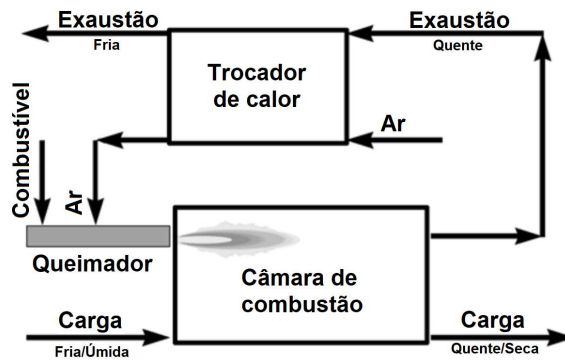 Exaustão
Fria
Exaustão
Quente
Trocador
de calor
Ar
Combustível
Ar
Queimador
Câmara de
combustão
Carga
Fria/Úmida
Carga
Quente/Seca